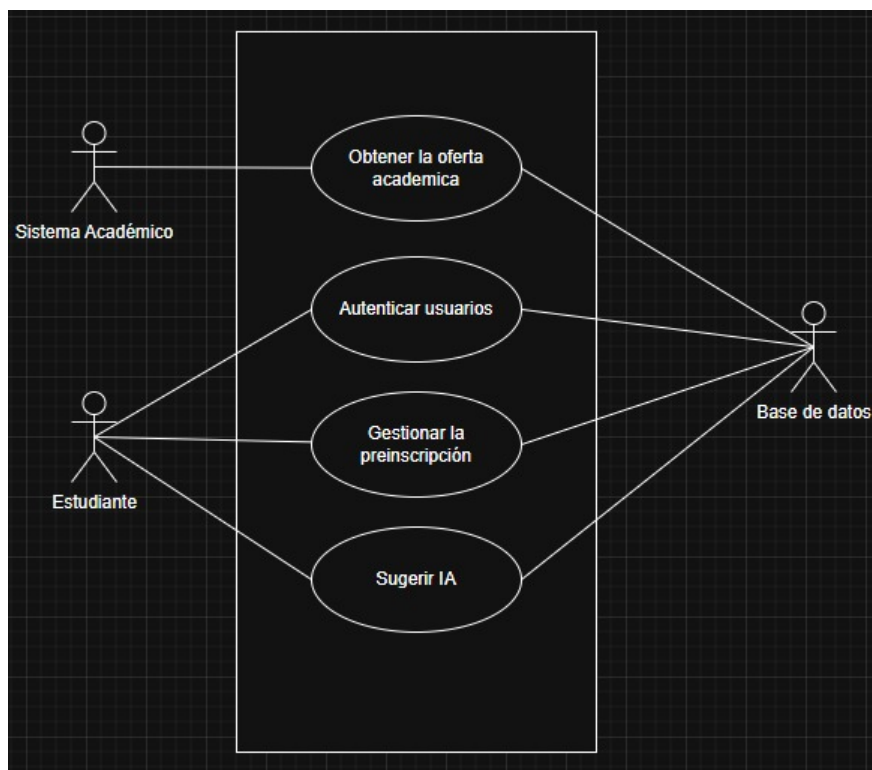 Obtener la oferta
academica
Sistema Académico
Autenticar usuarios
Base de datos
Gestionar la
preinscripción
Estudiante
Sugerir IA